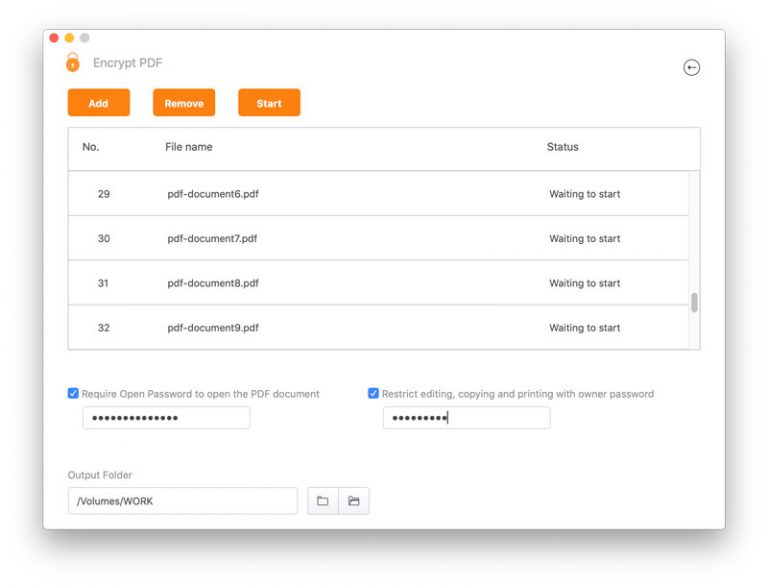 Encrypt PDF
Add Remove Start
No. File name Status
29 pdf-document6.pdf Waiting to start
30 pdf-document7.pdf Waiting to start
31 pdf-document8.pdf Waiting to start
32 pdf-document9.pdf Waiting to start
Require Open Password to open the PDF document Restrict editing, copying and printing with owner password
●●●●●●●●●●●●●● ●●●●●●●●●
Output Folder
/Volumes/WORK